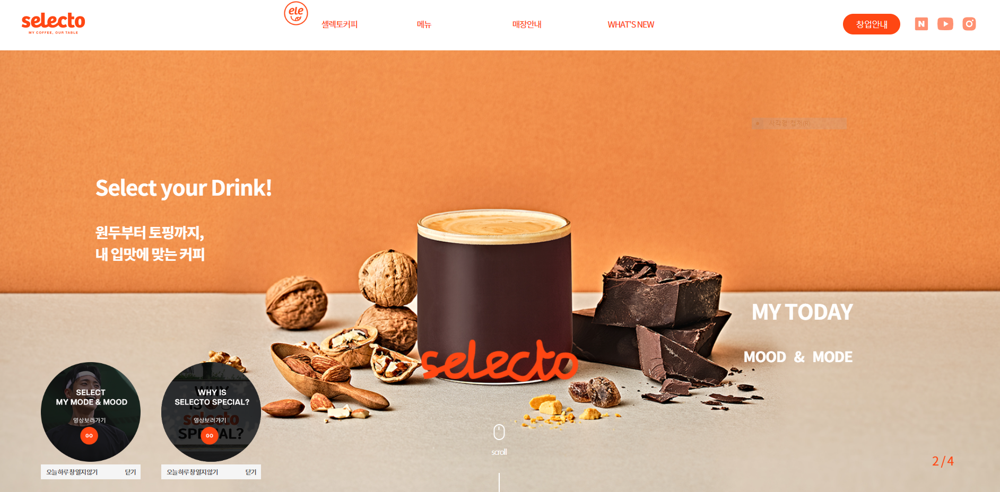 selecto
MY COFFEE, OUR TABLE
ele
셀렉토커피
메뉴
매장안내
WHAT'S NEW
창업안내
N
사각형 캡처(R)
Select your Drink!
원두부터 토핑까지,
내 입맛에 맞는 커피
MY TODAY
MOOD & MODE
selecto
SELECT
MY MODE & MOOD
영상보러가기
GO
오늘하루창열지않기 닫기
WHY IS
SELECTO SPECIAL?
영상보러가기
GO
오늘하루창열지않기 닫기
scroll
2 / 4